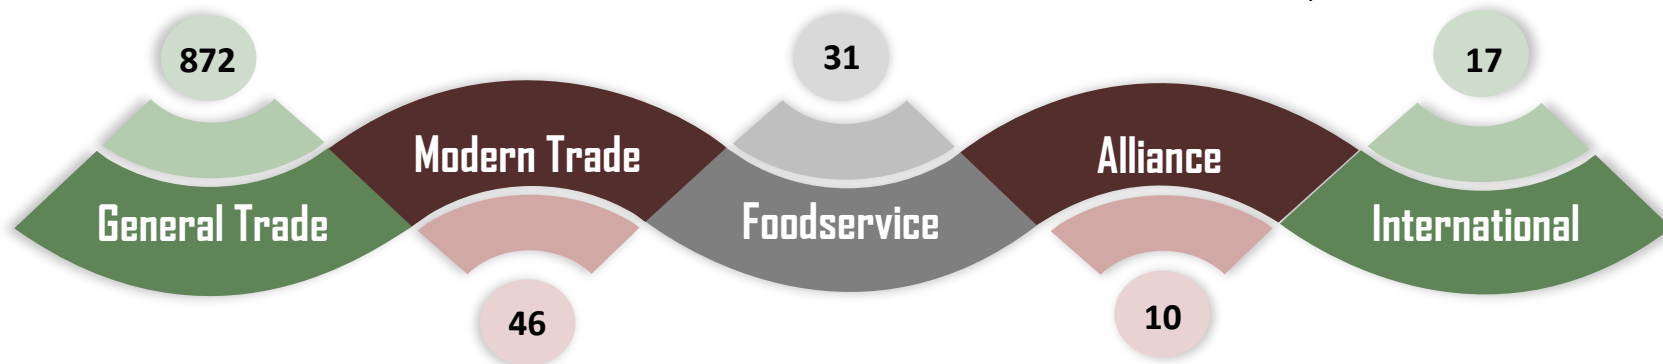 872
General Trade
Modern Trade
46
31
Foodservice
Alliance
10
17
International